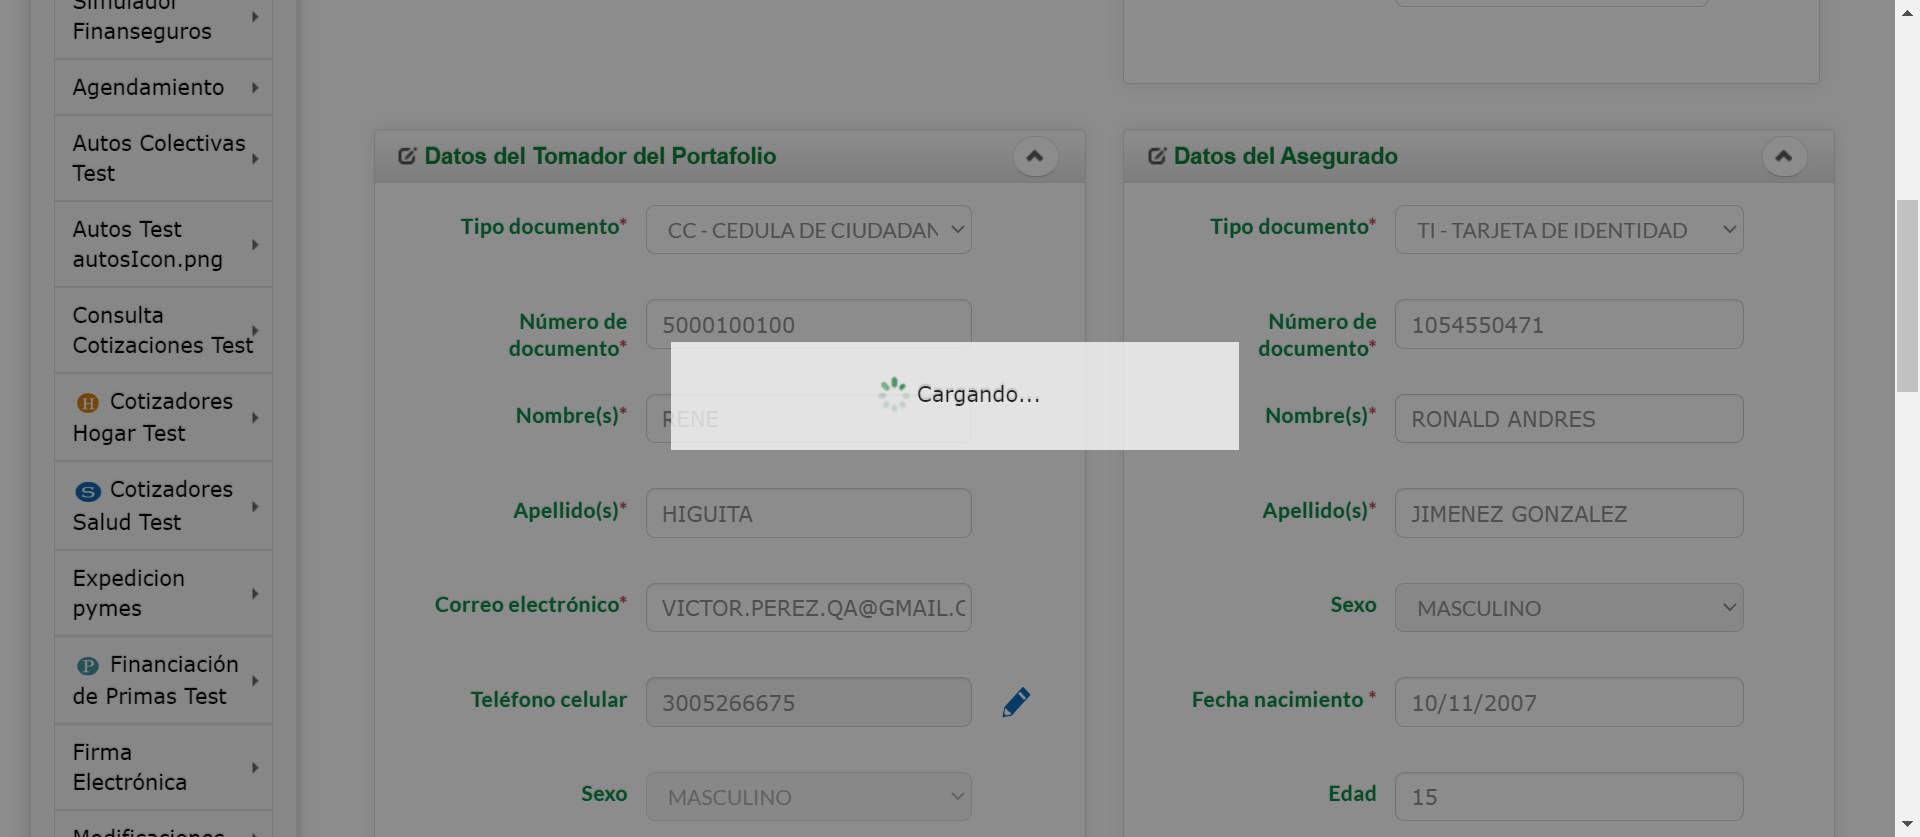 Simulador
Finanseguros
Agendamiento
Autos Colectivas
Test
Autos Test
autosIcon.png
Consulta
Cotizaciones Test
H Cotizadores
Hogar Test
S Cotizadores
Salud Test
Expedicion
pymes
P Financiación
de Primas Test
Firma
Electrónica
Modificaciones
Datos del Tomador del Portafolio
Tipo documento* CC - CEDULA DE CIUDADAN
Número de
documento* 5000100100
Nombre(s)* RENE
Apellido(s)* HIGUITA
Correo electrónico* VICTOR.PEREZ.QA@GMAIL.C
Teléfono celular 3005266675
Sexo MASCULINO
Cargando...
Datos del Asegurado
Tipo documento* TI - TARJETA DE IDENTIDAD
Número de
documento* 1054550471
Nombre(s)* RONALD ANDRES
Apellido(s)* JIMENEZ GONZALEZ
Sexo MASCULINO
Fecha nacimiento * 10/11/2007
Edad 15